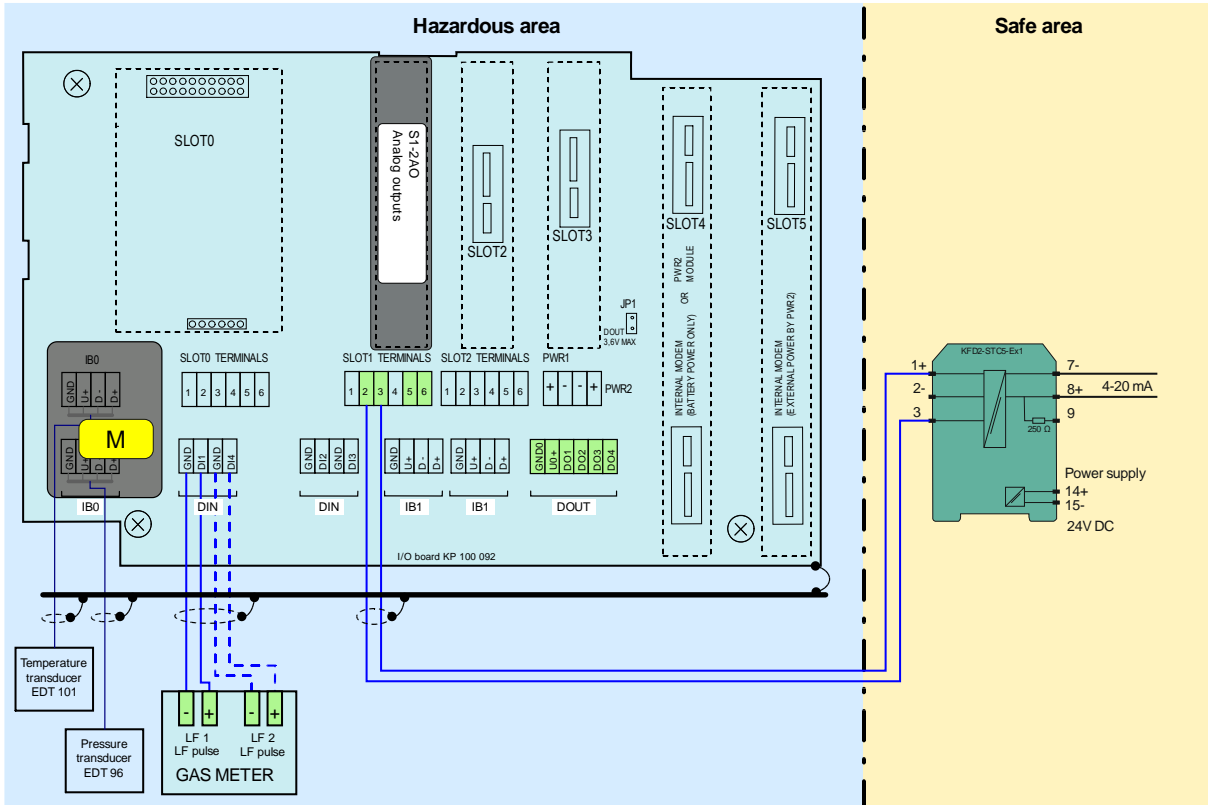 Hazardous area
Safe area
SLOT0
S1-2AO
Analog outputs
SLOT2
SLOT3
SLOT4
SLOT5
INTERNAL MODEM
(BATTERY POWER ONLY)
OR
PWR2
MODULE
INTERNAL MODEM
(EXTERNAL POWER BY PWR2)
JP1
DOUT
3,6V MAX
IB0
GND U+ D- D+
M
GND U+ D- D+
IB0
SLOT0 TERMINALS
1 2 3 4 5 6
SLOT1 TERMINALS
1 2 3 4 5 6
SLOT2 TERMINALS
1 2 3 4 5 6
PWR1
+ - - +
PWR2
GND DI1 GND DI4
DIN
GND DI2 GND DI3
DIN
GND U+ D- D+
IB1
GND U+ D- D+
IB1
GND0 U0+ DO1 DO2 DO3 DO4
DOUT
I/O board KP 100 092
KFD2-STC5-Ex1
1+
2-
3
7-
8+
9
4-20 mA
250 Ω
Power supply
14+
15-
24V DC
Temperature
transducer
EDT 101
Pressure
transducer
EDT 96
- + - +
LF 1
LF pulse
LF 2
LF pulse
GAS METER